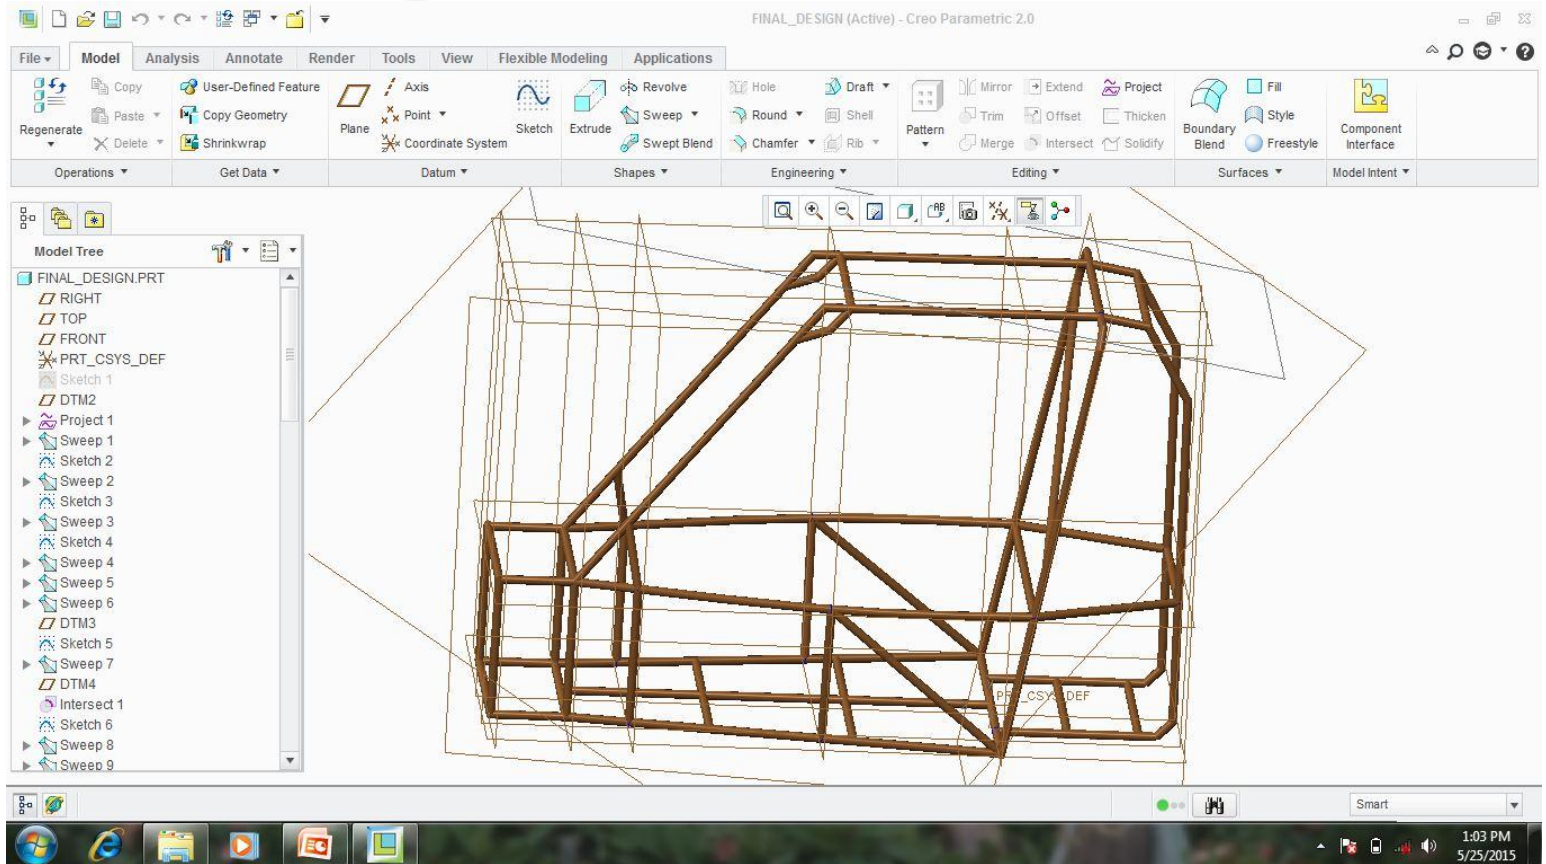 FINAL_DESIGN (Active) - Creo Parametric 2.0
File Model Analysis Annotate Render Tools View Flexible Modeling Applications
Copy User-Defined Feature Axis Revolve Hole Draft Mirror Extend Project Fill
Paste Copy Geometry Point Sweep Round Shell Trim Offset Thicken Style
Regenerate Plane Sketch Extrude Pattern Boundary Blend Component Interface
Delete Shrinkwrap Coordinate System Swept Blend Chamfer Rib Merge Intersect Solidify Freestyle
Operations Get Data Datum Shapes Engineering Editing Surfaces Model Intent
Model Tree
FINAL_DESIGN.PRT
RIGHT
TOP
FRONT
PRT_CSYS_DEF
Sketch 1
DTM2
Project 1
Sweep 1
Sketch 2
Sweep 2
Sketch 3
Sweep 3
Sketch 4
Sweep 4
Sweep 5
Sweep 6
DTM3
Sketch 5
Sweep 7
DTM4
Intersect 1
Sketch 6
Sweep 8
Sweep 9
PRT_CSYS_DEF
Smart
1:03 PM
5/25/2015